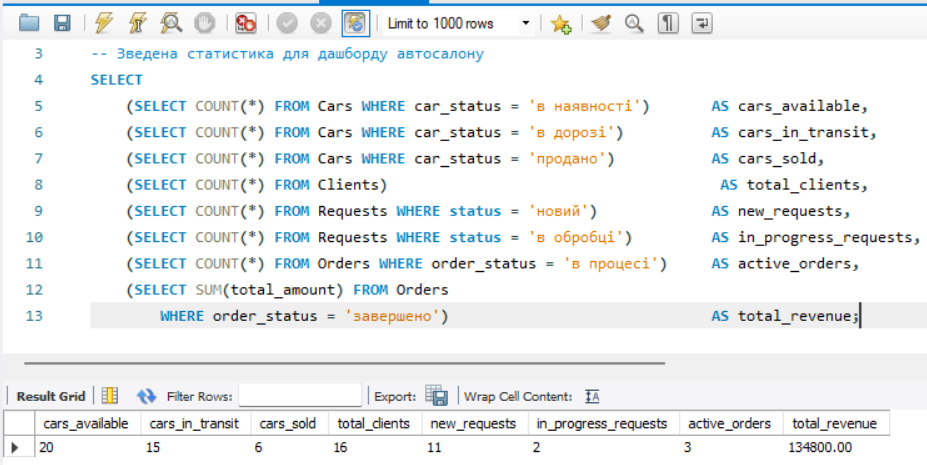 Limit to 1000 rows
3 -- Зведена статистика для дашборду автосалону
4 SELECT
5 (SELECT COUNT(*) FROM Cars WHERE car_status = 'в наявності') AS cars_available,
6 (SELECT COUNT(*) FROM Cars WHERE car_status = 'в дорозі') AS cars_in_transit,
7 (SELECT COUNT(*) FROM Cars WHERE car_status = 'продано') AS cars_sold,
8 (SELECT COUNT(*) FROM Clients) AS total_clients,
9 (SELECT COUNT(*) FROM Requests WHERE status = 'новий') AS new_requests,
10 (SELECT COUNT(*) FROM Requests WHERE status = 'в обробці') AS in_progress_requests,
11 (SELECT COUNT(*) FROM Orders WHERE order_status = 'в процесі') AS active_orders,
12 (SELECT SUM(total_amount) FROM Orders
13 WHERE order_status = 'завершено') AS total_revenue;
Result Grid Filter Rows: Export: Wrap Cell Content: IA
cars_available cars_in_transit cars_sold total_clients new_requests in_progress_requests active_orders total_revenue
20 15 6 16 11 2 3 134800.00